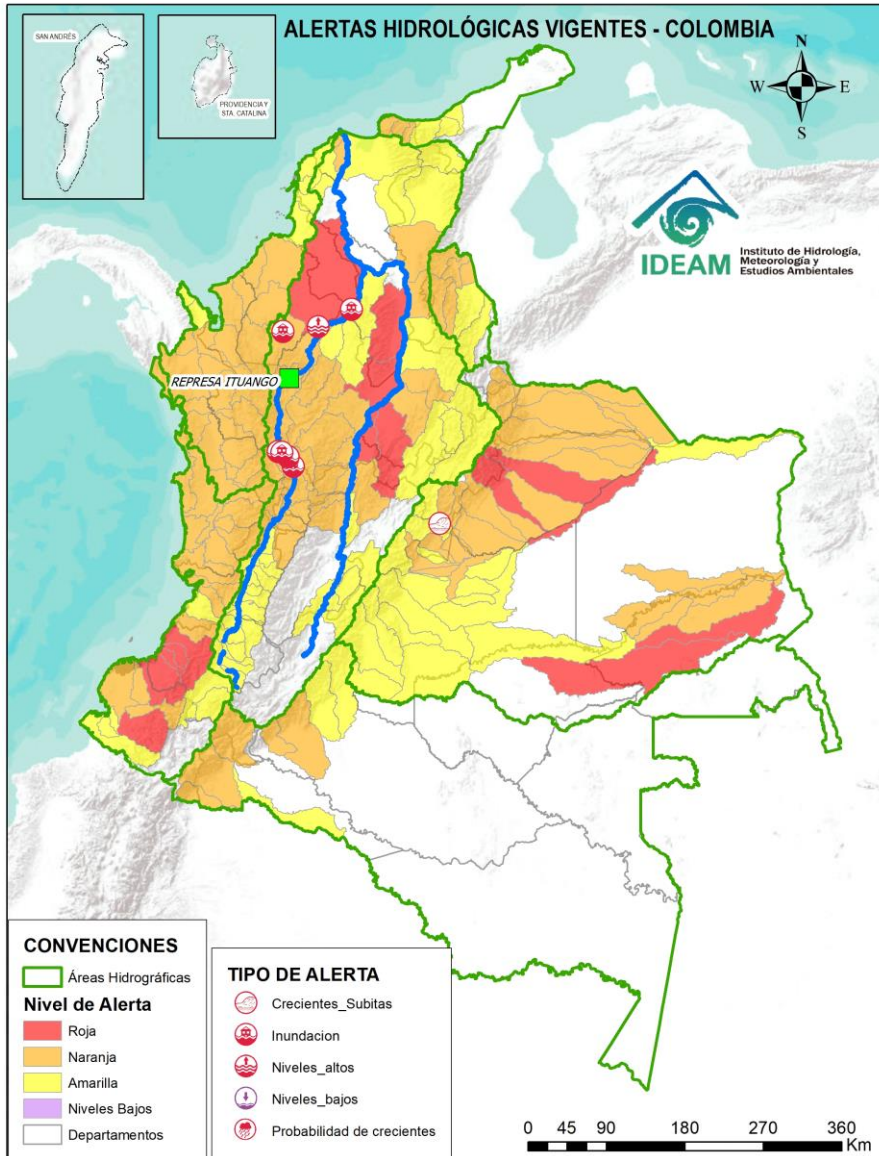 SAN ANDRÉS
PROVIDENCIA Y
STA. CATALINA
ALERTAS HIDROLÓGICAS VIGENTES - COLOMBIA
N
W
E
S
IDEAM
Instituto de Hidrología,
Meteorología y
Estudios Ambientales
REPRESA ITUANGO
CONVENCIONES
Áreas Hidrográficas
Nivel de Alerta
Roja
Naranja
Amarilla
Niveles Bajos
Departamentos
TIPO DE ALERTA
Crecientes_Subitas
Inundacion
Niveles_altos
Niveles_bajos
Probabilidad de crecientes
0 45 90 180 270 360
Km